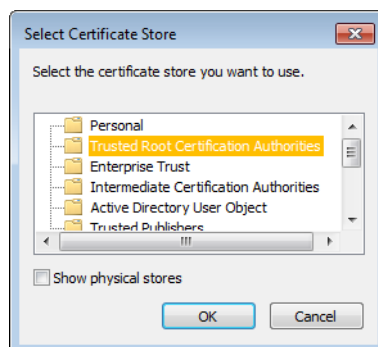 Select Certificate Store
Select the certificate store you want to use.
Personal
Trusted Root Certification Authorities
Enterprise Trust
Intermediate Certification Authorities
Active Directory User Object
Trusted Publishers
Show physical stores
OK
Cancel